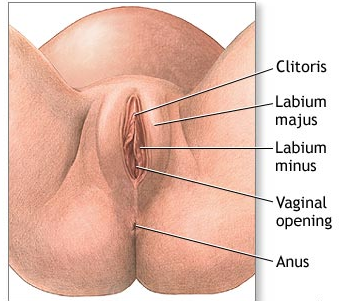 Clitoris
Labium
majus
Labium
minus
Vaginal
opening
Anus